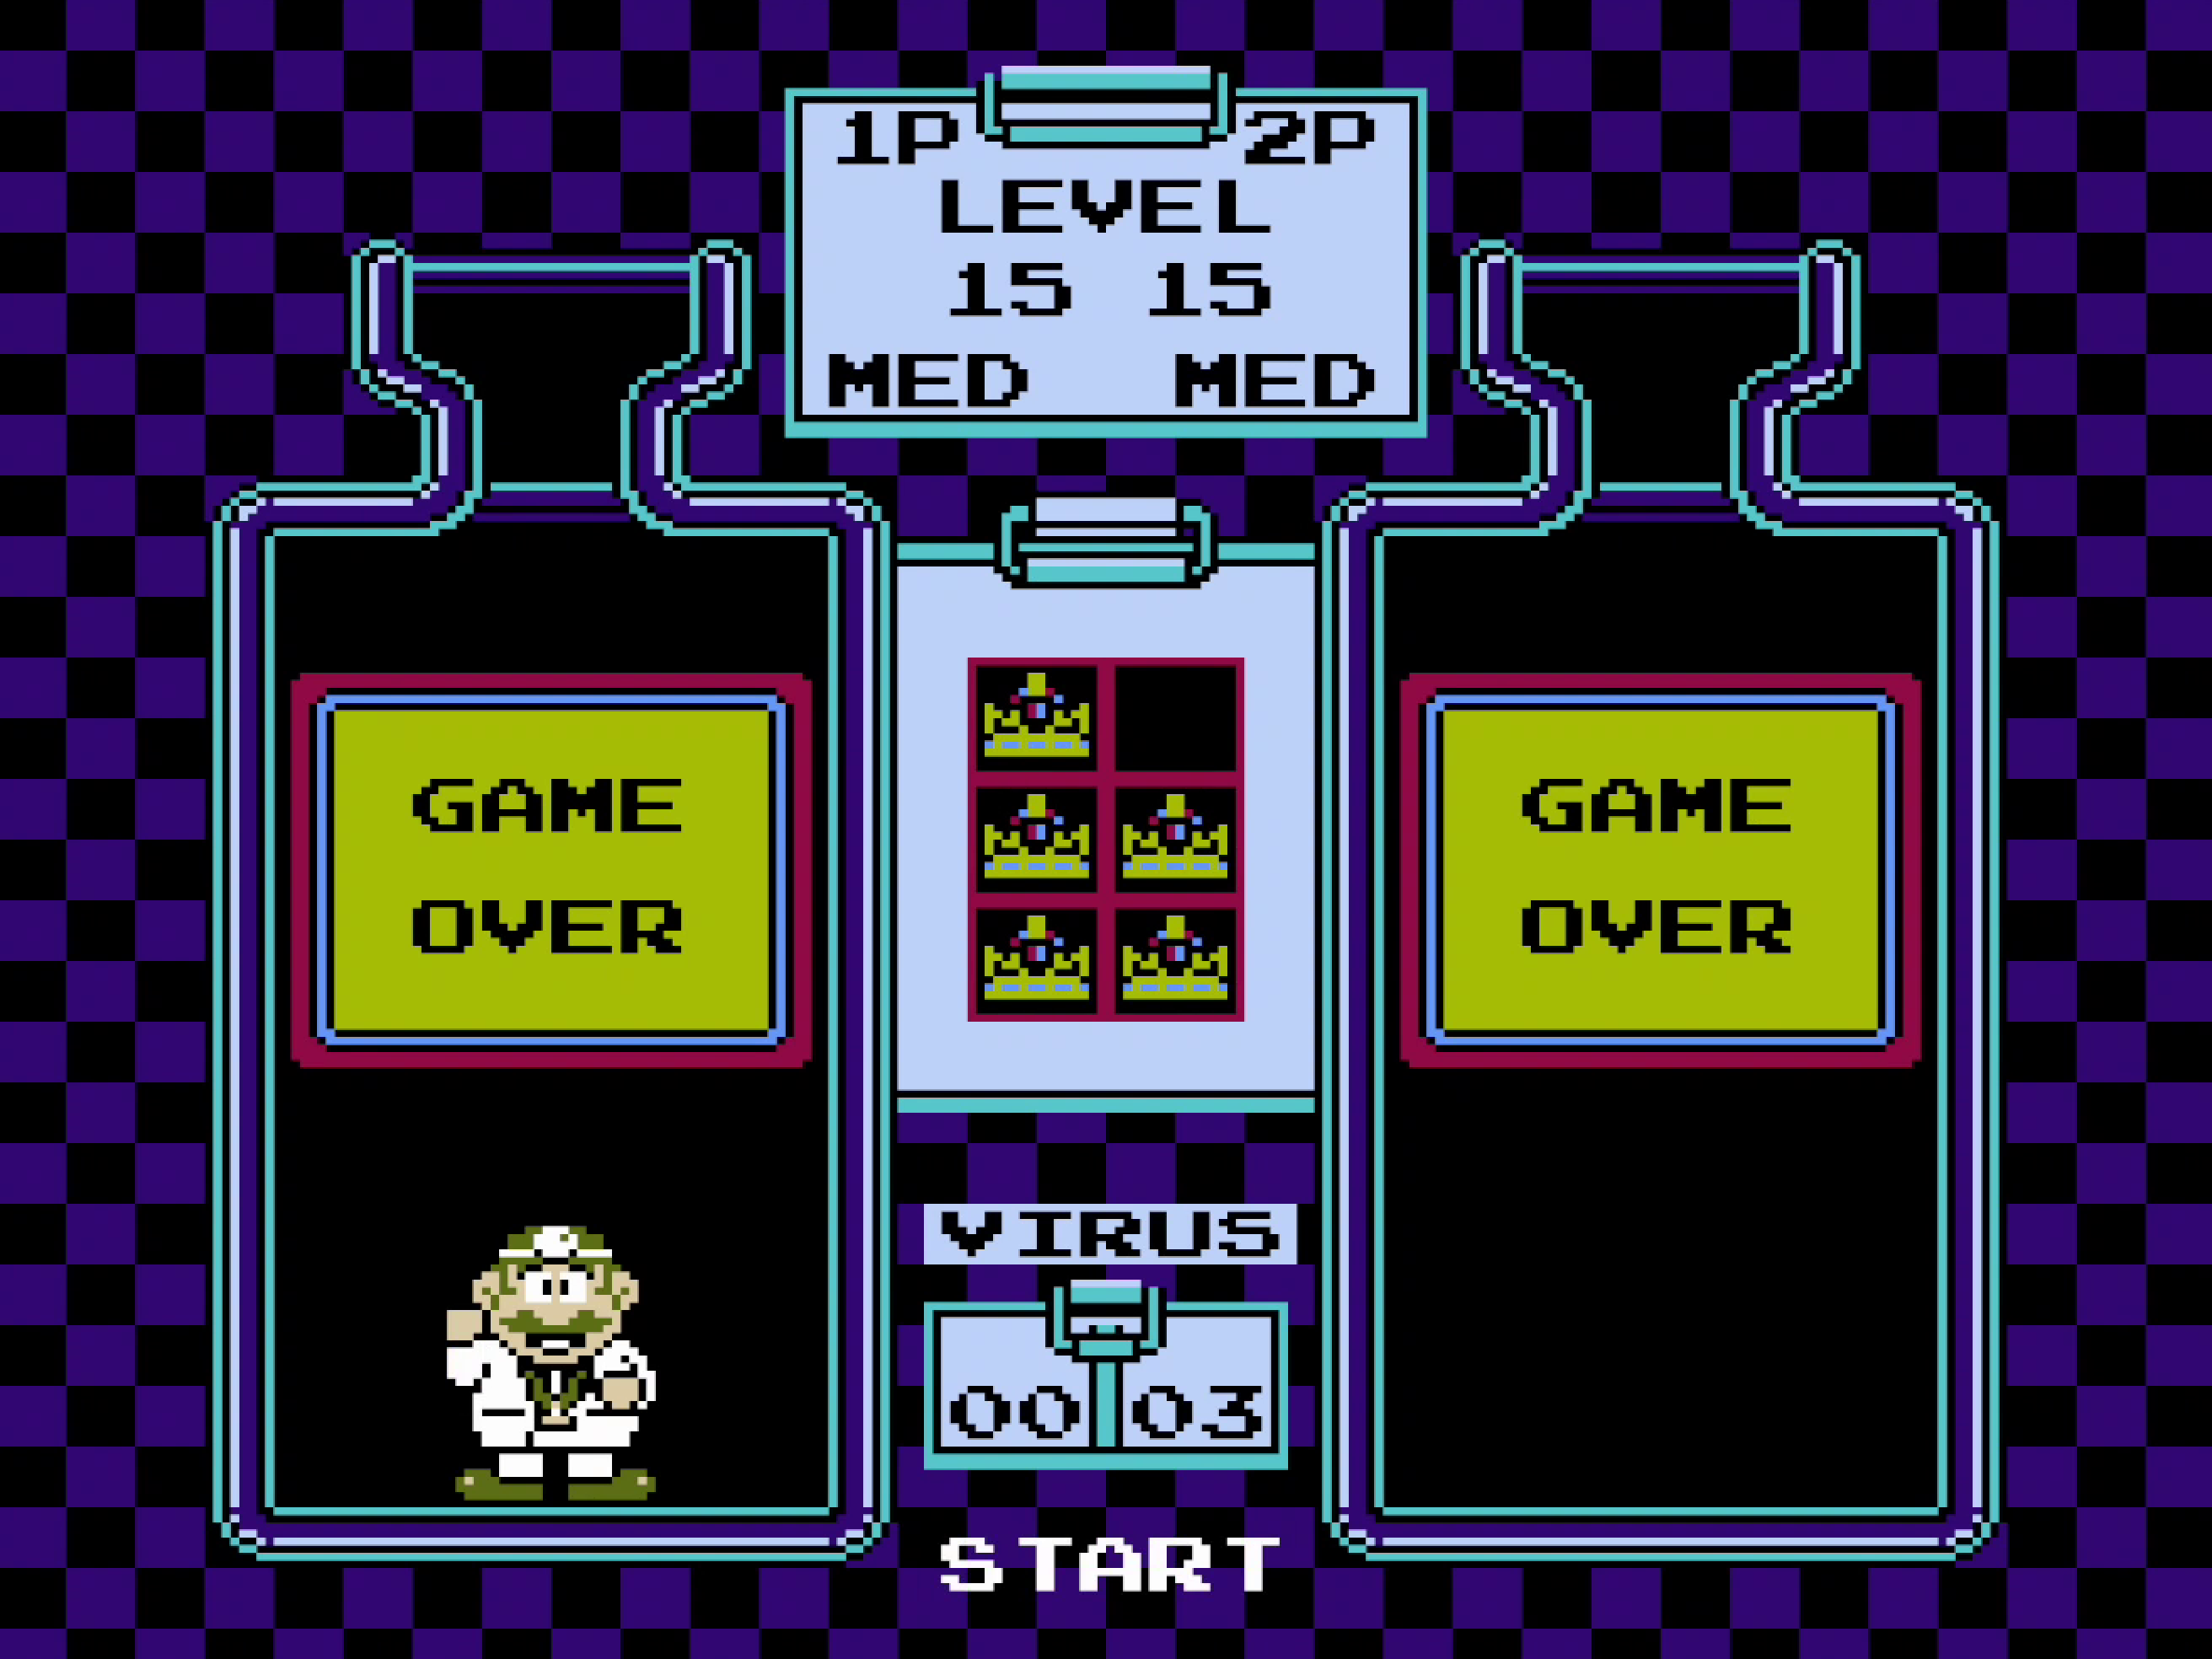 1P 2P
LEVEL
15 15
MED MED
GAME
OVER
GAME
OVER
VIRUS
00 03
START